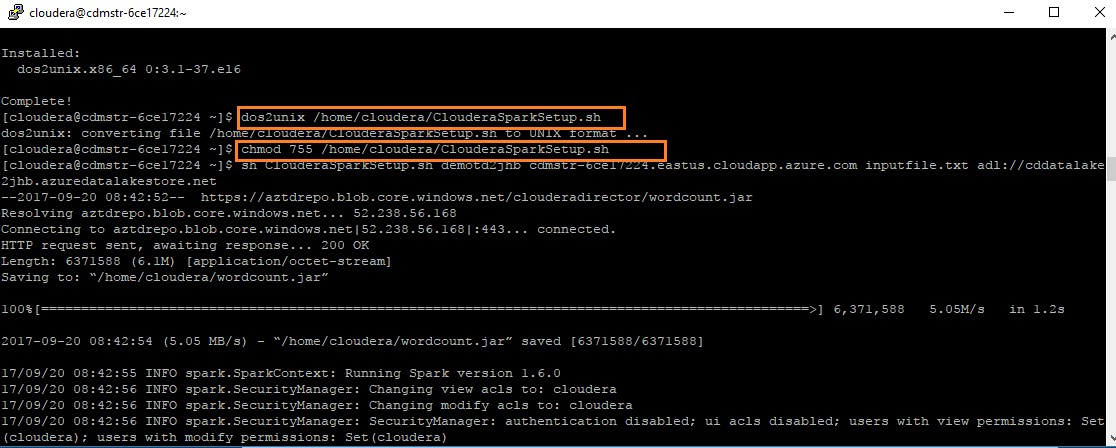 cloudera@cdmstr-6ce17224:~
Installed:
dos2unix.x86_64 0:3.1-37.el6
Complete!
[cloudera@cdmstr-6ce17224 ~]$ dos2unix /home/cloudera/ClouderaSparkSetup.sh
dos2unix: converting file /home/cloudera/ClouderaSparkSetup.sh to UNIX format ...
[cloudera@cdmstr-6ce17224 ~]$ chmod 755 /home/cloudera/ClouderaSparkSetup.sh
[cloudera@cdmstr-6ce17224 ~]$ sh ClouderaSparkSetup.sh demotd2jhb cdmstr-6ce17224.eastus.cloudapp.azure.com inputfile.txt adl://cddatalake
2jhb.azuredatalakestore.net
--2017-09-20 08:42:52--  https://aztdrepo.blob.core.windows.net/clouderadirector/wordcount.jar
Resolving aztdrepo.blob.core.windows.net... 52.238.56.168
Connecting to aztdrepo.blob.core.windows.net|52.238.56.168|:443... connected.
HTTP request sent, awaiting response... 200 OK
Length: 6371588 (6.1M) [application/octet-stream]
Saving to: “/home/cloudera/wordcount.jar”
100%[==================================================================================>] 6,371,588   5.05M/s   in 1.2s
2017-09-20 08:42:54 (5.05 MB/s) - “/home/cloudera/wordcount.jar” saved [6371588/6371588]
17/09/20 08:42:55 INFO spark.SparkContext: Running Spark version 1.6.0
17/09/20 08:42:56 INFO spark.SecurityManager: Changing view acls to: cloudera
17/09/20 08:42:56 INFO spark.SecurityManager: Changing modify acls to: cloudera
17/09/20 08:42:56 INFO spark.SecurityManager: SecurityManager: authentication disabled; ui acls disabled; users with view permissions: Set
(cloudera); users with modify permissions: Set(cloudera)